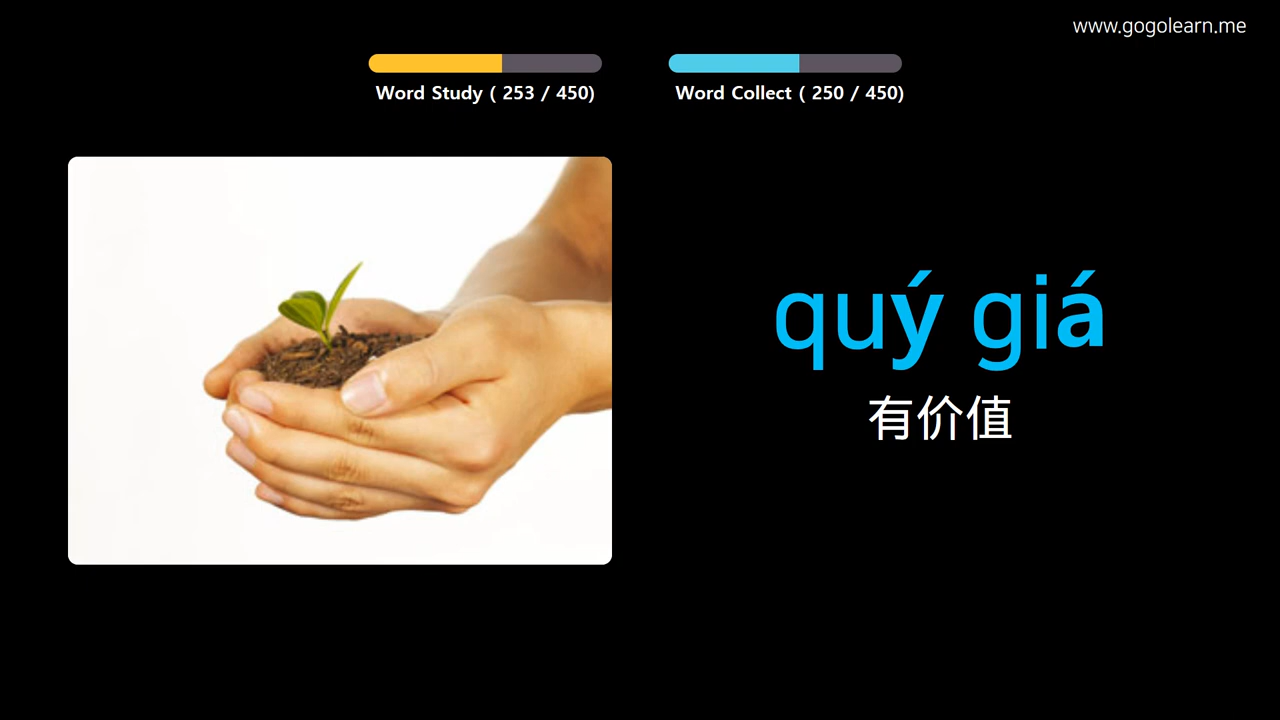 www.gogolearn.me
Word Study ( 253 / 450)
Word Collect ( 250 / 450)
quý giá
有价值